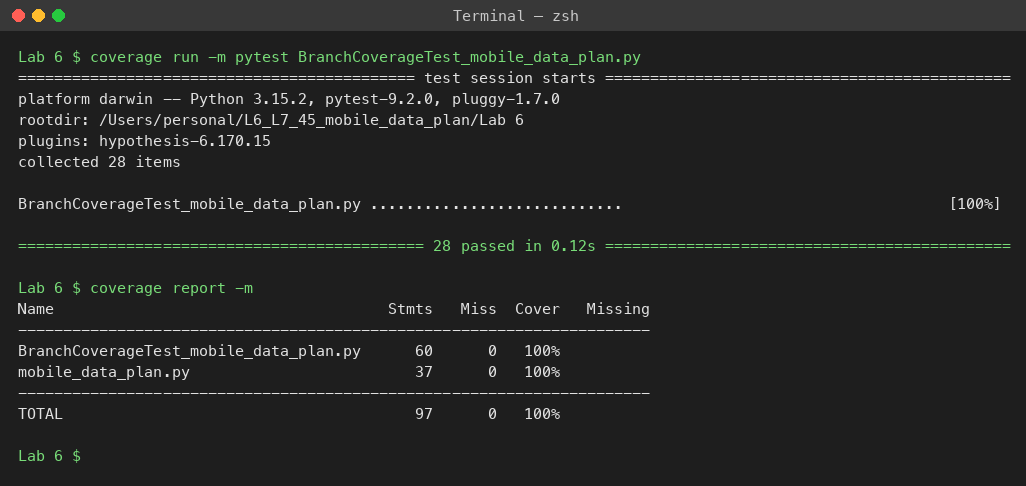 Terminal — zsh
Lab 6 $ coverage run -m pytest BranchCoverageTest_mobile_data_plan.py
============================================ test session starts =============================================
platform darwin -- Python 3.15.2, pytest-9.2.0, pluggy-1.7.0
rootdir: /Users/personal/L6_L7_45_mobile_data_plan/Lab 6
plugins: hypothesis-6.170.15
collected 28 items
BranchCoverageTest_mobile_data_plan.py ............................ [100%]
============================================= 28 passed in 0.12s =============================================
Lab 6 $ coverage report -m
Name                                     Stmts   Miss  Cover   Missing
----------------------------------------------------------------------
BranchCoverageTest_mobile_data_plan.py      60      0   100%
mobile_data_plan.py                         37      0   100%
----------------------------------------------------------------------
TOTAL                                       97      0   100%
Lab 6 $